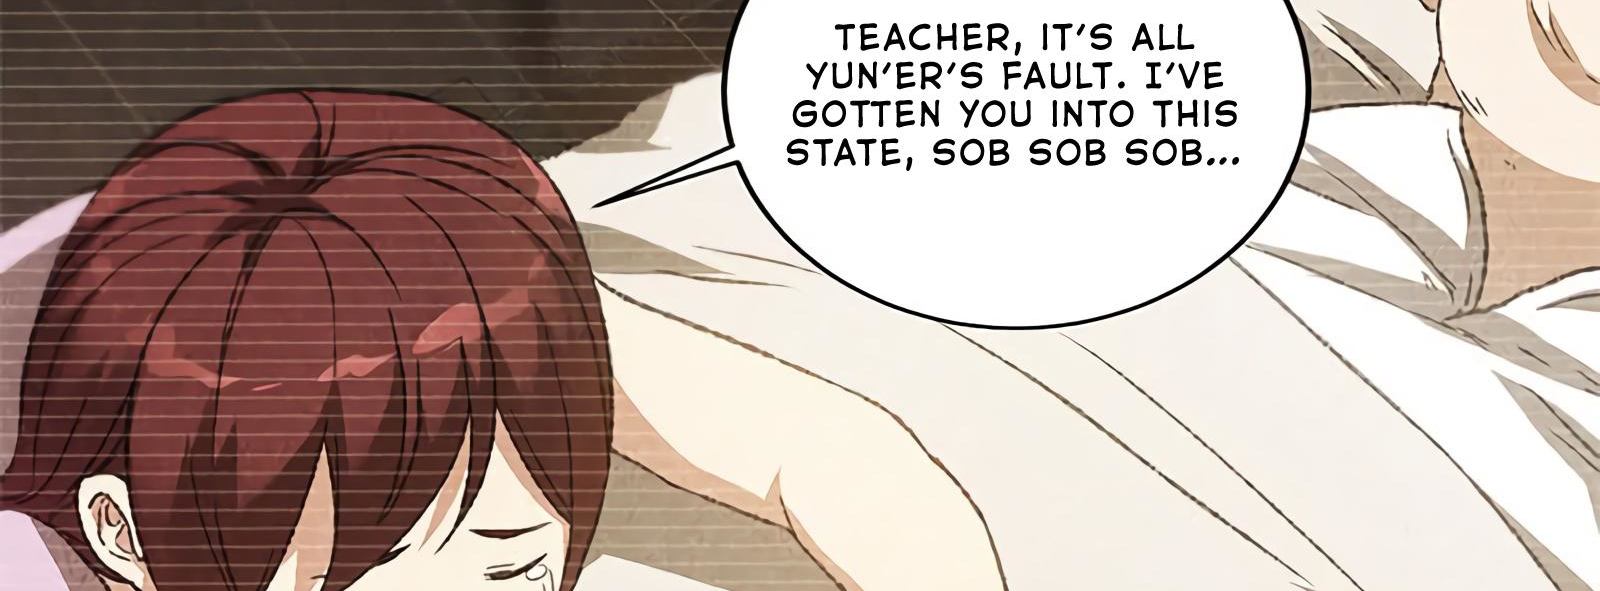 TEACHER, IT'S ALL
YUN'ER'S FAULT. I'VE
GOTTEN YOU INTO THIS
STATE, SOB SOB SOB...